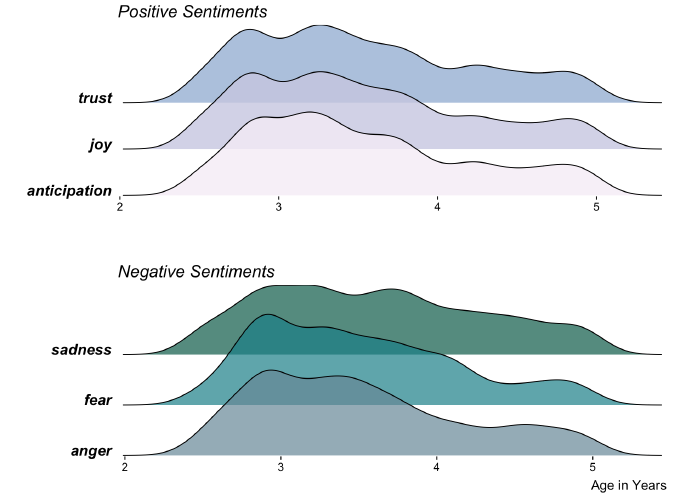 Positive Sentiments
trust
joy
anticipation
2 3 4 5
Negative Sentiments
sadness
fear
anger
2 3 4 5
Age in Years